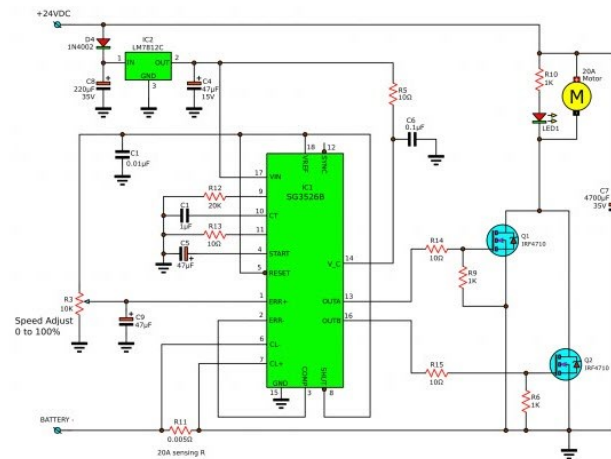 +24VDC
D4
1N4002
IC2
LM7812C
1
IN
OUT
2
GND
3
C8
220µF
35V
C4
47µF
15V
R5
10Ω
C6
0.1µF
R10
1K
LED1
20A
Motor
M
C7
4700µF
35V
C1
0.01µF
18
VREF
SYNC
12
IC1
SG3526B
17
VIN
R12
20K
9
C1
1µF
10
CT
R13
10Ω
11
C5
47µF
4
START
5
RESET
V_C
14
R3
10K
Speed Adjust
0 to 100%
C9
47µF
1
ERR+
2
ERR-
6
CL-
7
CL+
OUTA
13
OUTB
16
R14
10Ω
Q1
IRF4710
R9
1K
R15
10Ω
Q2
IRF4710
R6
1K
GND
15
COMP
3
SHUT
8
BATTERY -
R11
0.005Ω
20A sensing R